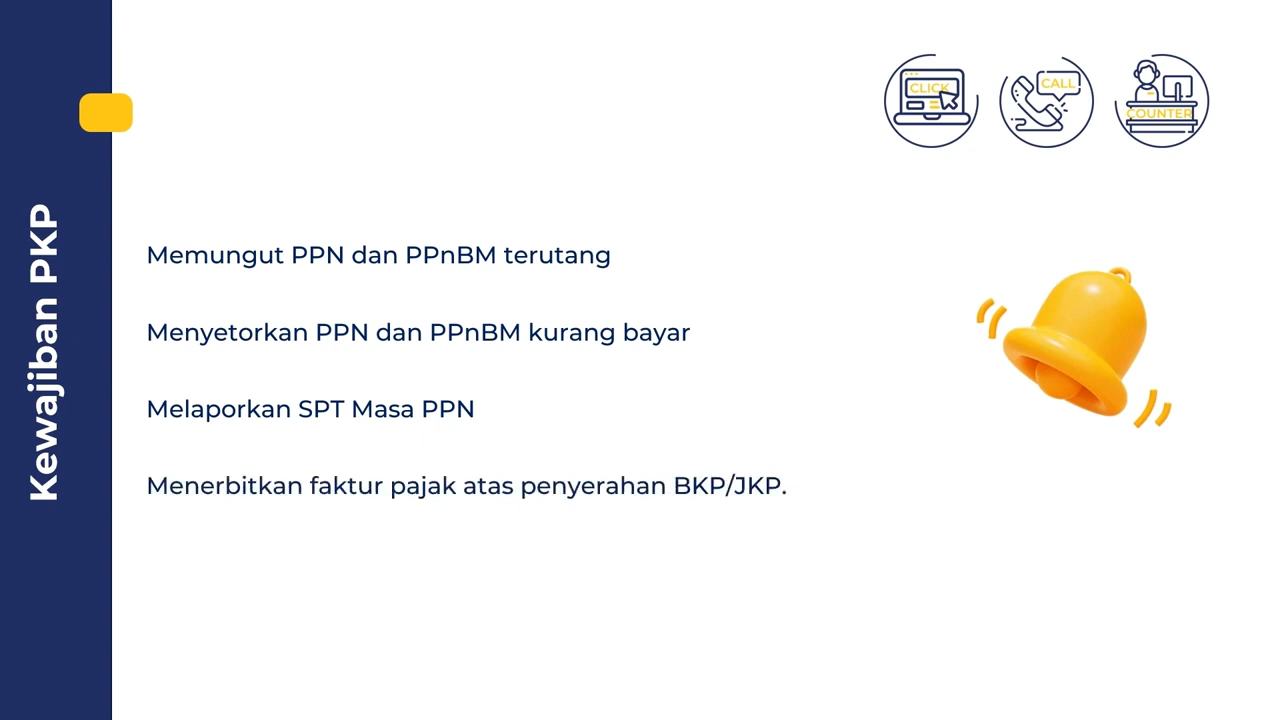 CLICK
CALL
COUNTER
Kewajiban PKP
Memungut PPN dan PPnBM terutang
Menyetorkan PPN dan PPnBM kurang bayar
Melaporkan SPT Masa PPN
Menerbitkan faktur pajak atas penyerahan BKP/JKP.